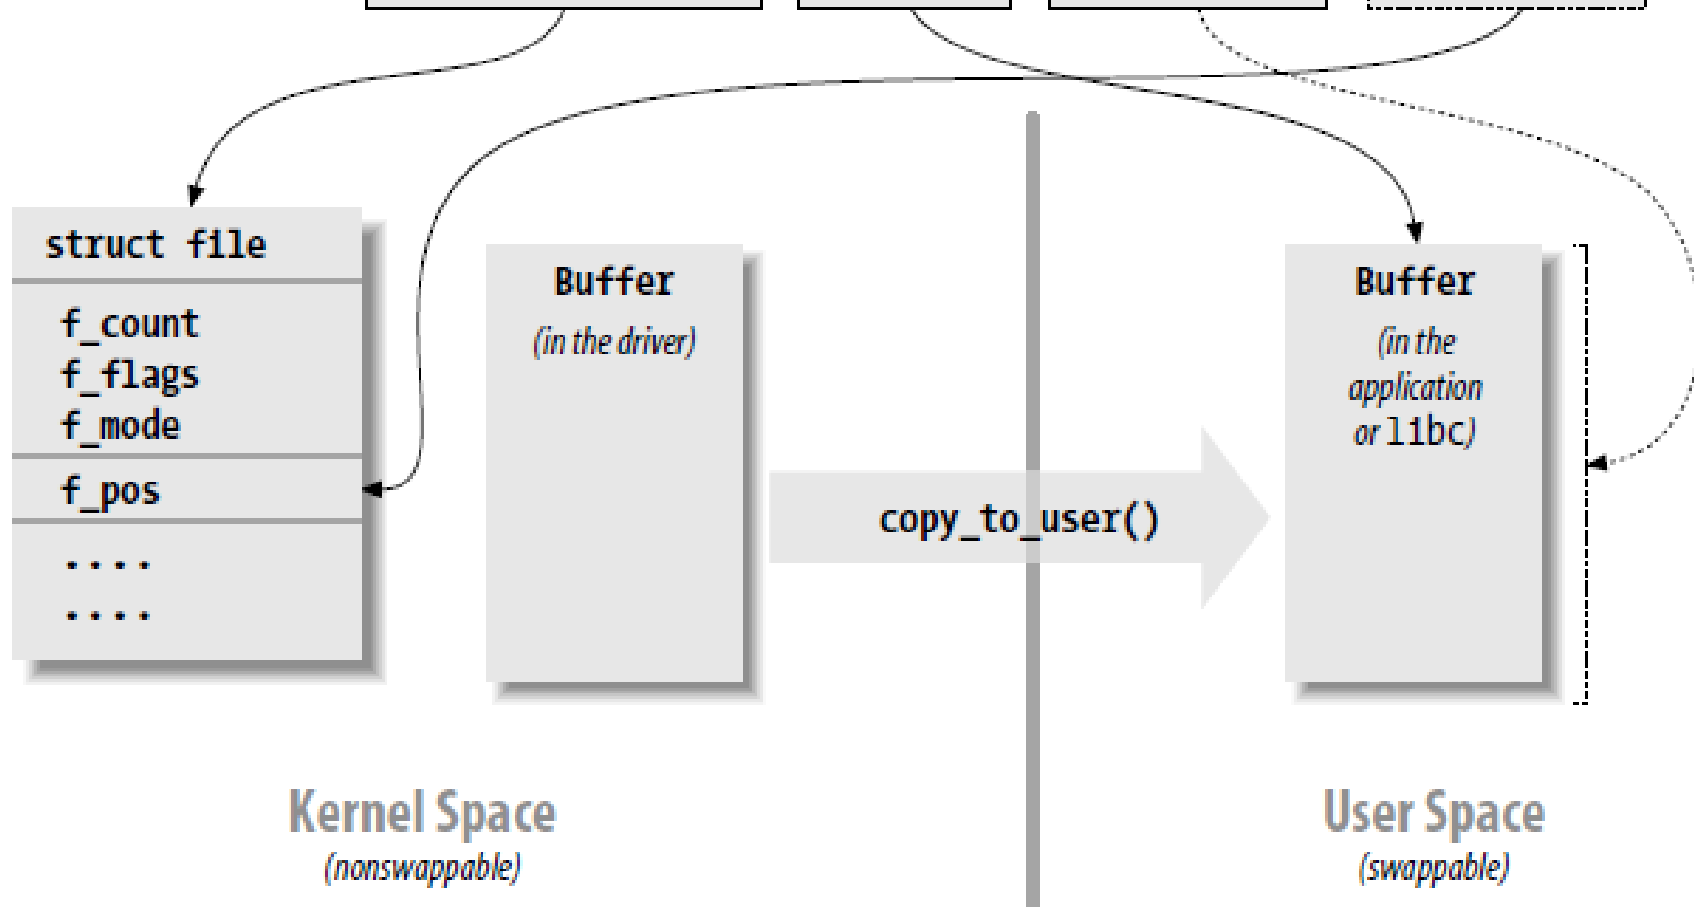 struct file
f_count
f_flags
f_mode
f_pos
....
....
Buffer
(in the driver)
copy_to_user()
Buffer
(in the
application
or libc)
Kernel Space
(nonswappable)
User Space
(swappable)